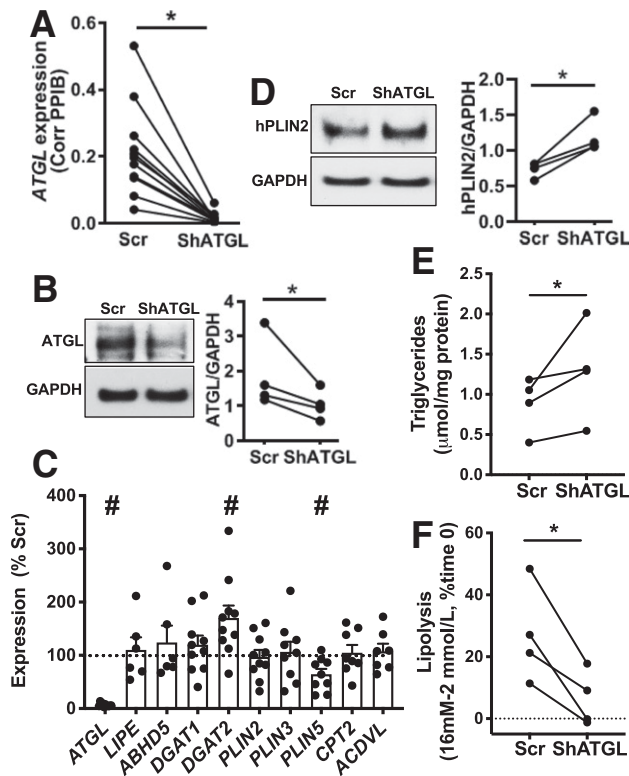 A
ATGL expression
(Corr PPIB)
0.6
0.4
0.2
0.0
*
Scr
ShATGL
D
Scr
ShATGL
hPLIN2
GAPDH
hPLIN2/GAPDH
2.0
1.5
1.0
0.5
0.0
*
Scr
ShATGL
B
Scr
ShATGL
ATGL
GAPDH
ATGL/GAPDH
4
3
2
1
0
*
Scr
ShATGL
E
Triglycerides
(μmol/mg protein)
2.5
2.0
1.5
1.0
0.5
0.0
*
Scr
ShATGL
C
Expression (% Scr)
400
300
200
100
0
#
#
#
ATGL
LIPE
ABHD5
DGAT1
DGAT2
PLIN2
PLIN3
PLIN5
CPT2
ACDVL
F
Lipolysis
(16mM-2 mmol/L, %time 0)
60
40
20
0
*
Scr
ShATGL